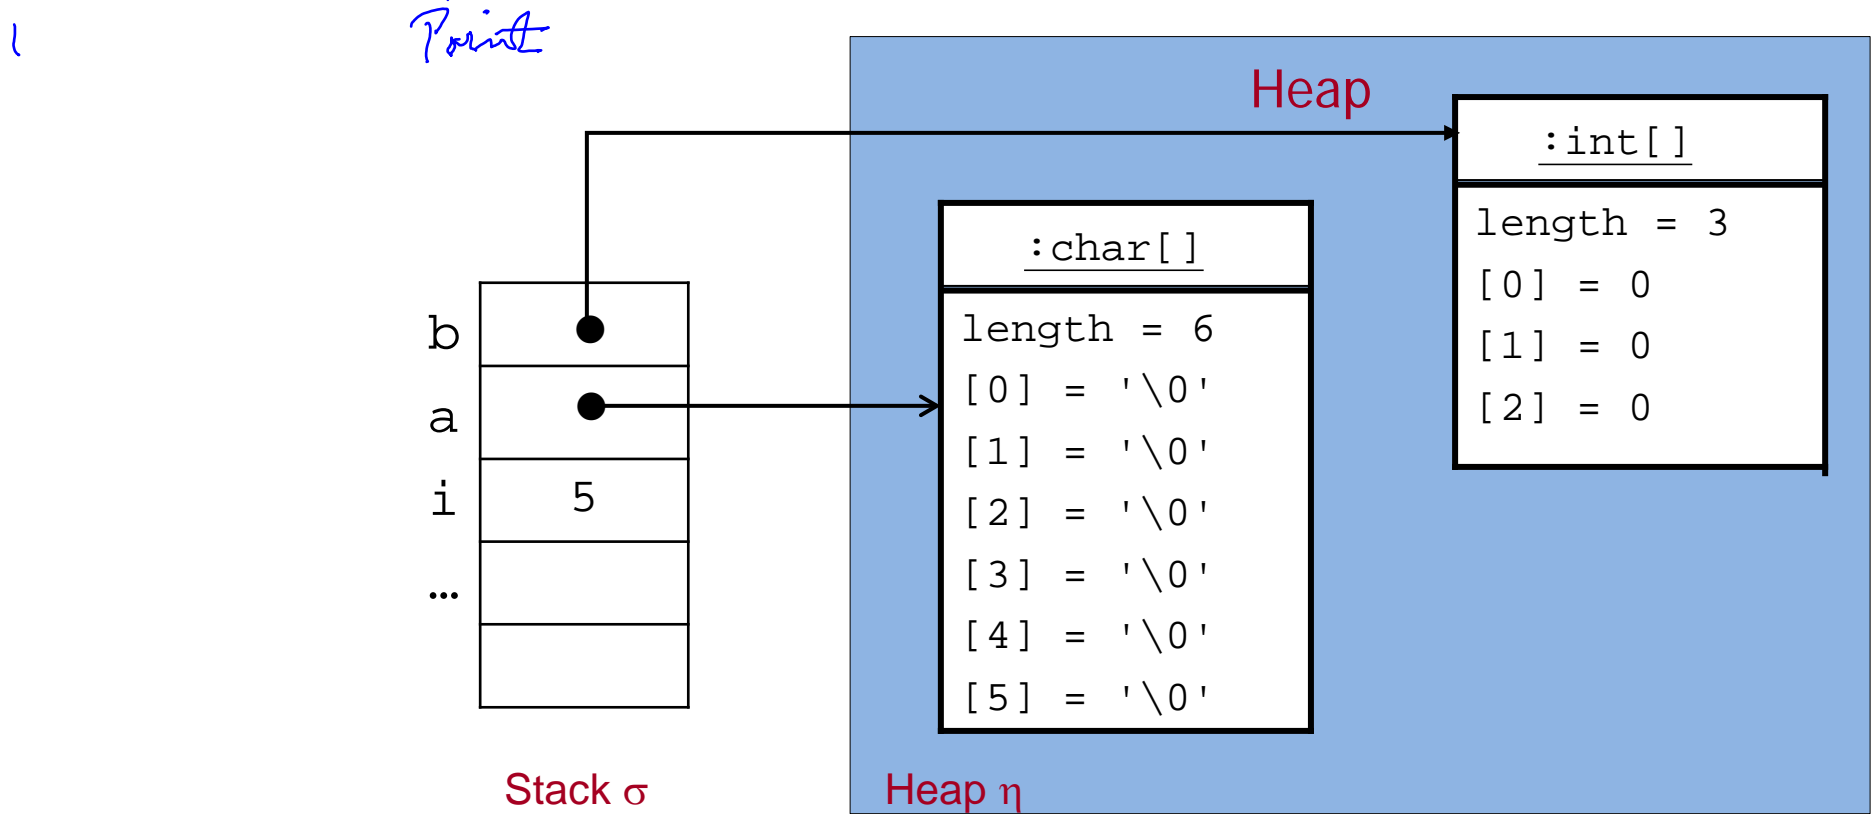 Point
Heap
:int[]
length = 3
[0] = 0
[1] = 0
[2] = 0
:char[]
length = 6
[0] = '\0'
[1] = '\0'
[2] = '\0'
[3] = '\0'
[4] = '\0'
[5] = '\0'
b
a
i 5
…
Stack σ
Heap η